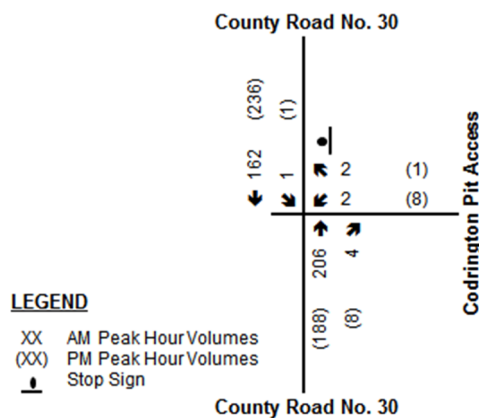 County Road No. 30
(236)
(1)
162
1
2 (1)
2 (8)
206
4
(188)
(8)
Codrington Pit Access
LEGEND
XX AM Peak Hour Volumes
(XX) PM Peak Hour Volumes
Stop Sign
County Road No. 30